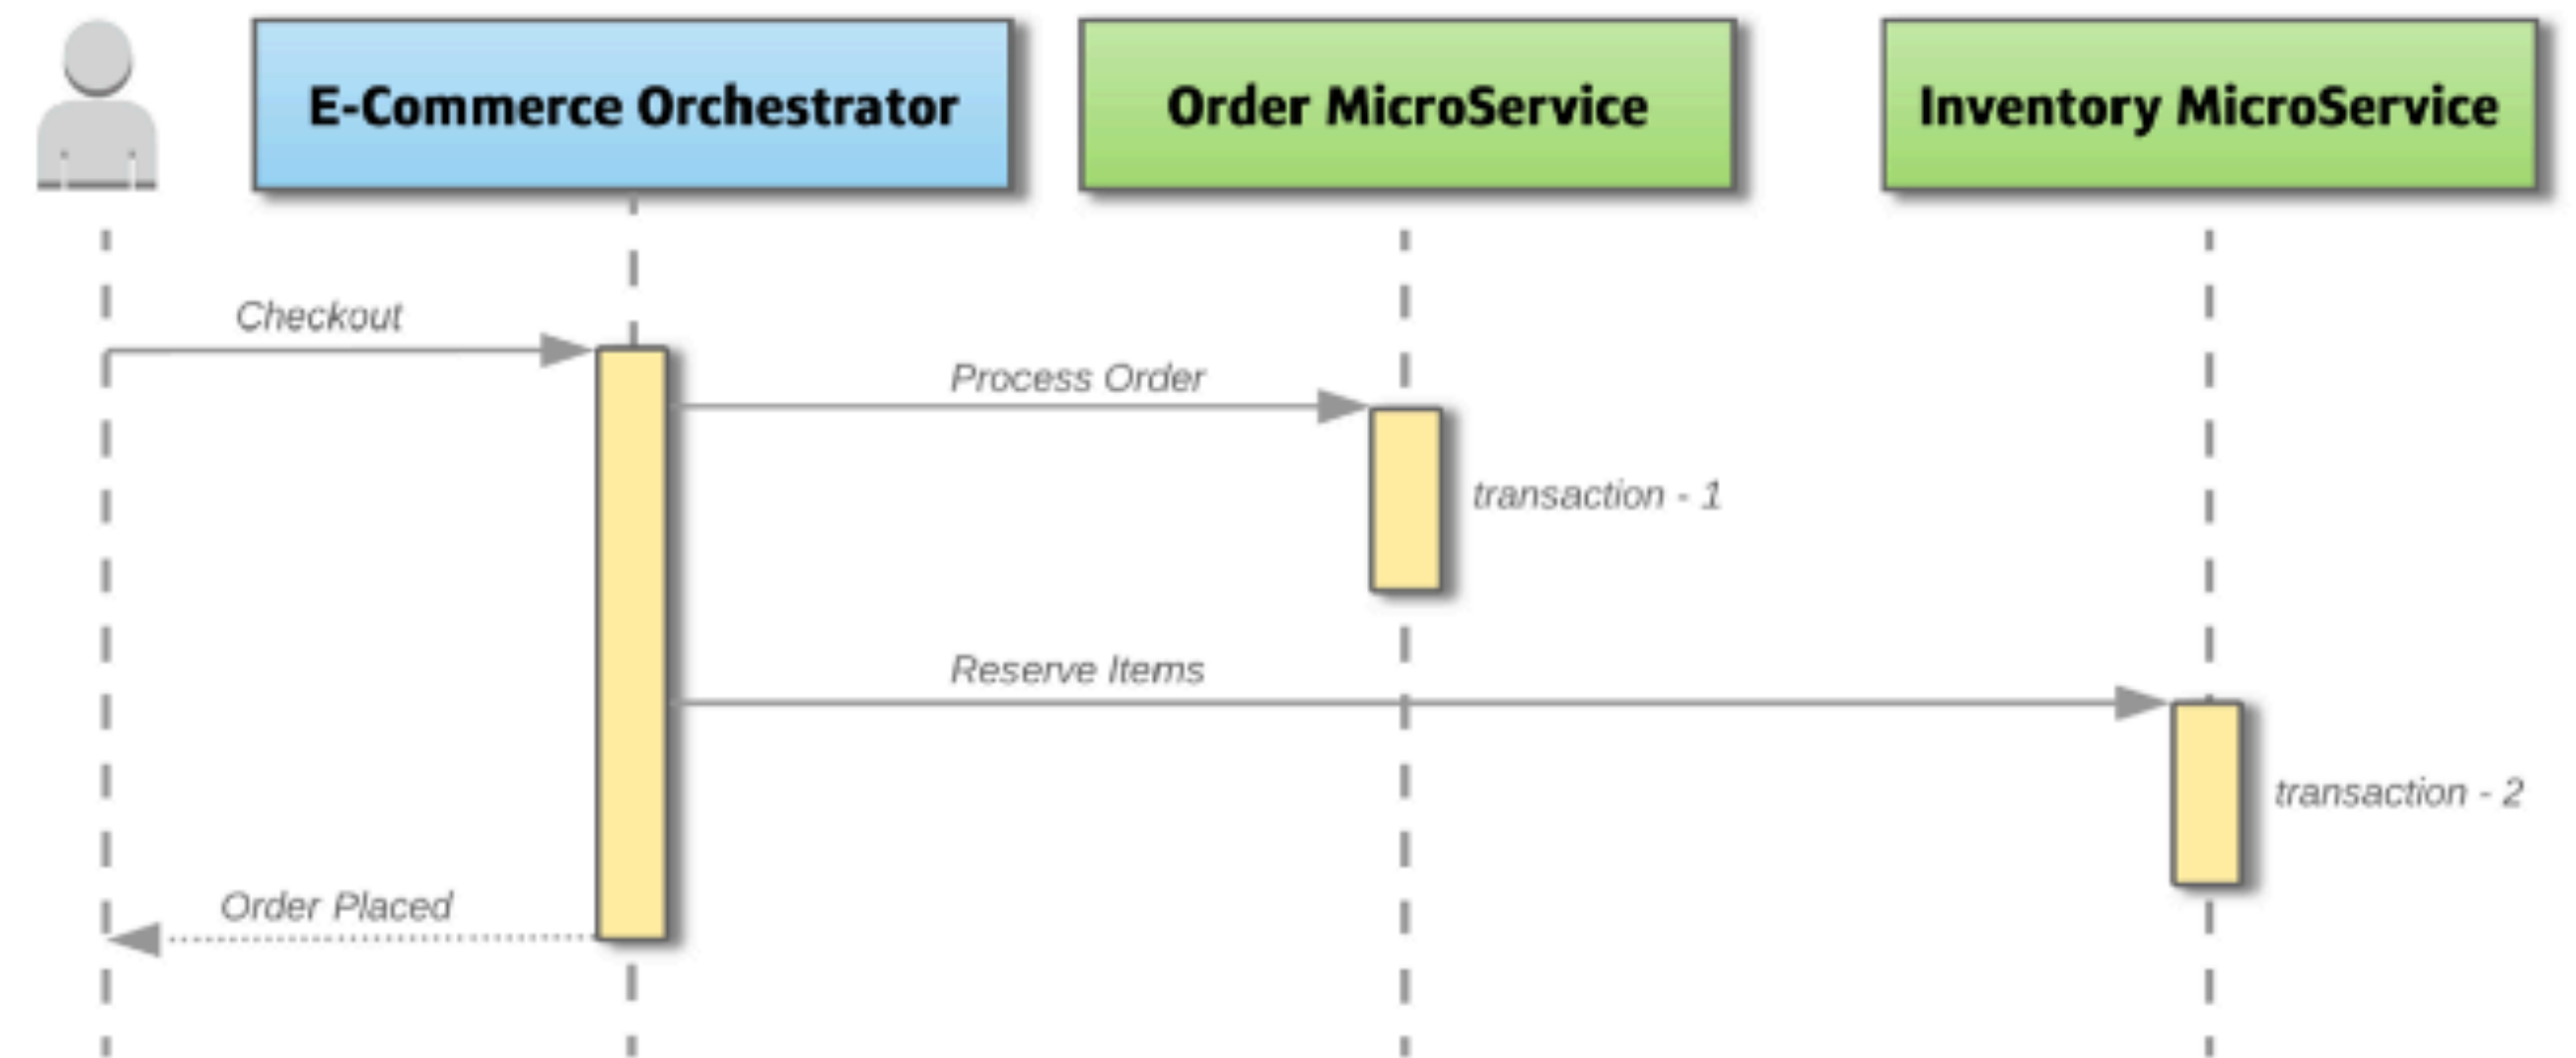 E-Commerce Orchestrator
Order MicroService
Inventory MicroService
Checkout
Process Order
transaction - 1
Reserve Items
transaction - 2
Order Placed